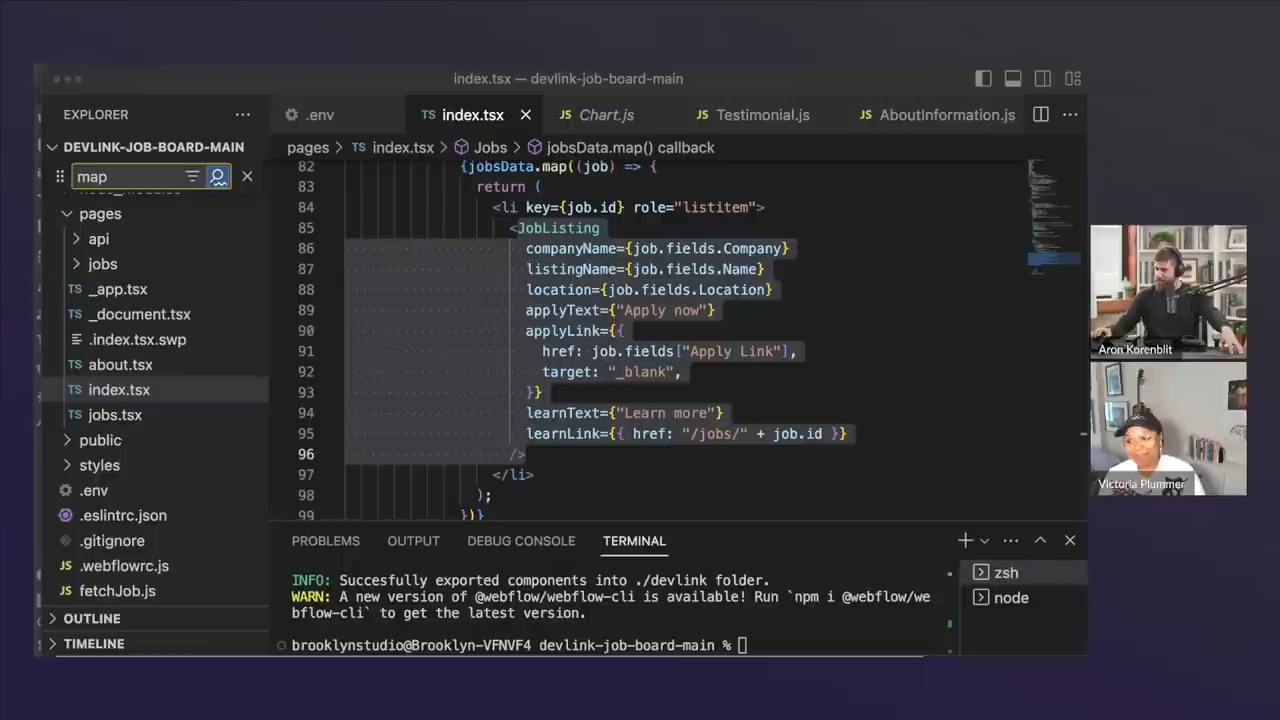 index.tsx — devlink-job-board-main
EXPLORER
.env
index.tsx
Chart.js
Testimonial.js
AboutInformation.js
DEVLINK-JOB-BOARD-MAIN
pages > index.tsx > Jobs > jobsData.map() callback
map
pages
api
jobs
_app.tsx
_document.tsx
.index.tsx.swp
about.tsx
index.tsx
jobs.tsx
public
styles
.env
.eslintrc.json
.gitignore
.webflowrc.js
fetchJob.js
OUTLINE
TIMELINE
82 {jobsData.map((job) => {
83 return (
84 <li key={job.id} role="listitem">
85 <JobListing
86 companyName={job.fields.Company}
87 listingName={job.fields.Name}
88 location={job.fields.Location}
89 applyText={"Apply now"}
90 applyLink={{
91 href: job.fields["Apply Link"],
92 target: "_blank",
93 }}
94 learnText={"Learn more"}
95 learnLink={{ href: "/jobs/" + job.id }}
96 />
97 </li>
98 );
99 })}
PROBLEMS OUTPUT DEBUG CONSOLE TERMINAL
INFO: Succesfully exported components into ./devlink folder.
WARN: A new version of @webflow/webflow-cli is available! Run `npm i @webflow/we
bflow-cli` to get the latest version.
brooklynstudio@Brooklyn-VFNVF4 devlink-job-board-main %
zsh
node
Aron Korenblit
Victoria Plummer